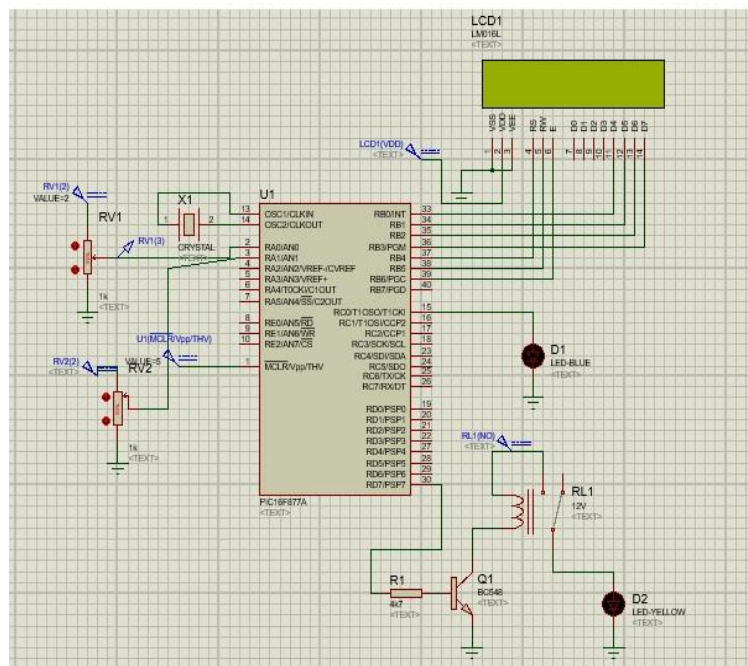 LCD1
LM016L
<TEXT>
VSS
VDD
VEE
RS
RW
E
D0
D1
D2
D3
D4
D5
D6
D7
1
2
3
4
5
6
7
8
9
10
11
12
13
14
LCD1(VDD)
<TEXT>
RV1(2)
VALUE=2
RV1
RV1(3)
1k
<TEXT>
X1
1
2
CRYSTAL
<TEXT>
U1
13 OSC1/CLKIN
14 OSC2/CLKOUT
2 RA0/AN0
3 RA1/AN1
4 RA2/AN2/VREF-/CVREF
5 RA3/AN3/VREF+
6 RA4/T0CKI/C1OUT
7 RA5/AN4/SS/C2OUT
8 RE0/AN5/RD
9 RE1/AN6/WR
10 RE2/AN7/CS
1 MCLR/Vpp/THV
RB0/INT 33
RB1 34
RB2 35
RB3/PGM 36
RB4 37
RB5 38
RB6/PGC 39
RB7/PGD 40
RC0/T1OSO/T1CKI 15
RC1/T1OSI/CCP2 16
RC2/CCP1 17
RC3/SCK/SCL 18
RC4/SDI/SDA 23
RC5/SDO 24
RC6/TX/CK 25
RC7/RX/DT 26
RD0/PSP0 19
RD1/PSP1 20
RD2/PSP2 21
RD3/PSP3 22
RD4/PSP4 27
RD5/PSP5 28
RD6/PSP6 29
RD7/PSP7 30
PIC16F877A
<TEXT>
U1(MCLR/Vpp/THV)
VALUE=5
RV2(2)
<TEXT>
RV2
1k
<TEXT>
D1
LED-BLUE
<TEXT>
RL1(NO)
<TEXT>
RL1
12V
<TEXT>
R1
4k7
<TEXT>
Q1
BC548
<TEXT>
D2
LED-YELLOW
<TEXT>